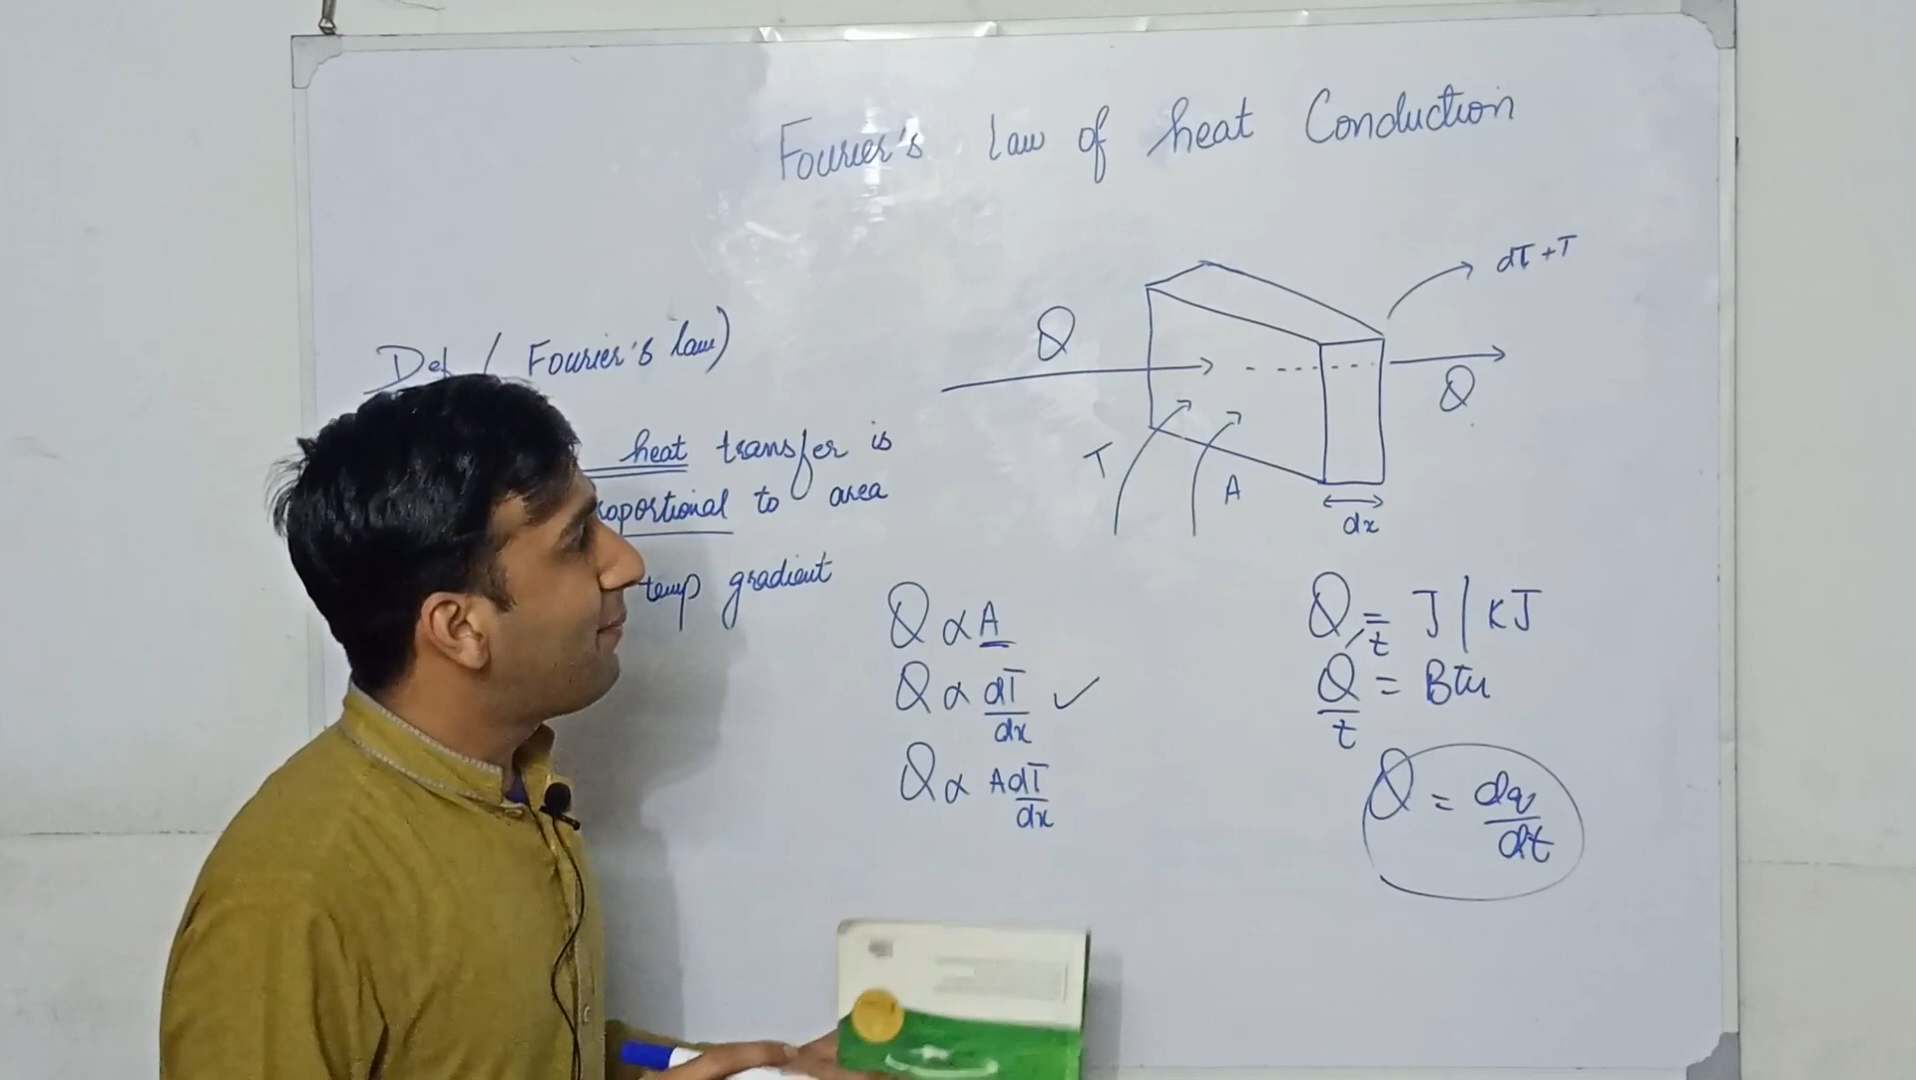 Fourier's law of heat Conduction
Def ( Fourier's law)
heat transfer is
to area
temp gradient
dT + T
Q
Q
T
A
dx
Q α A
Q α dT/dx ✓
Q α A dT/dx
Q/t = J | KJ
Q/t = Btu
Q = dq/dt